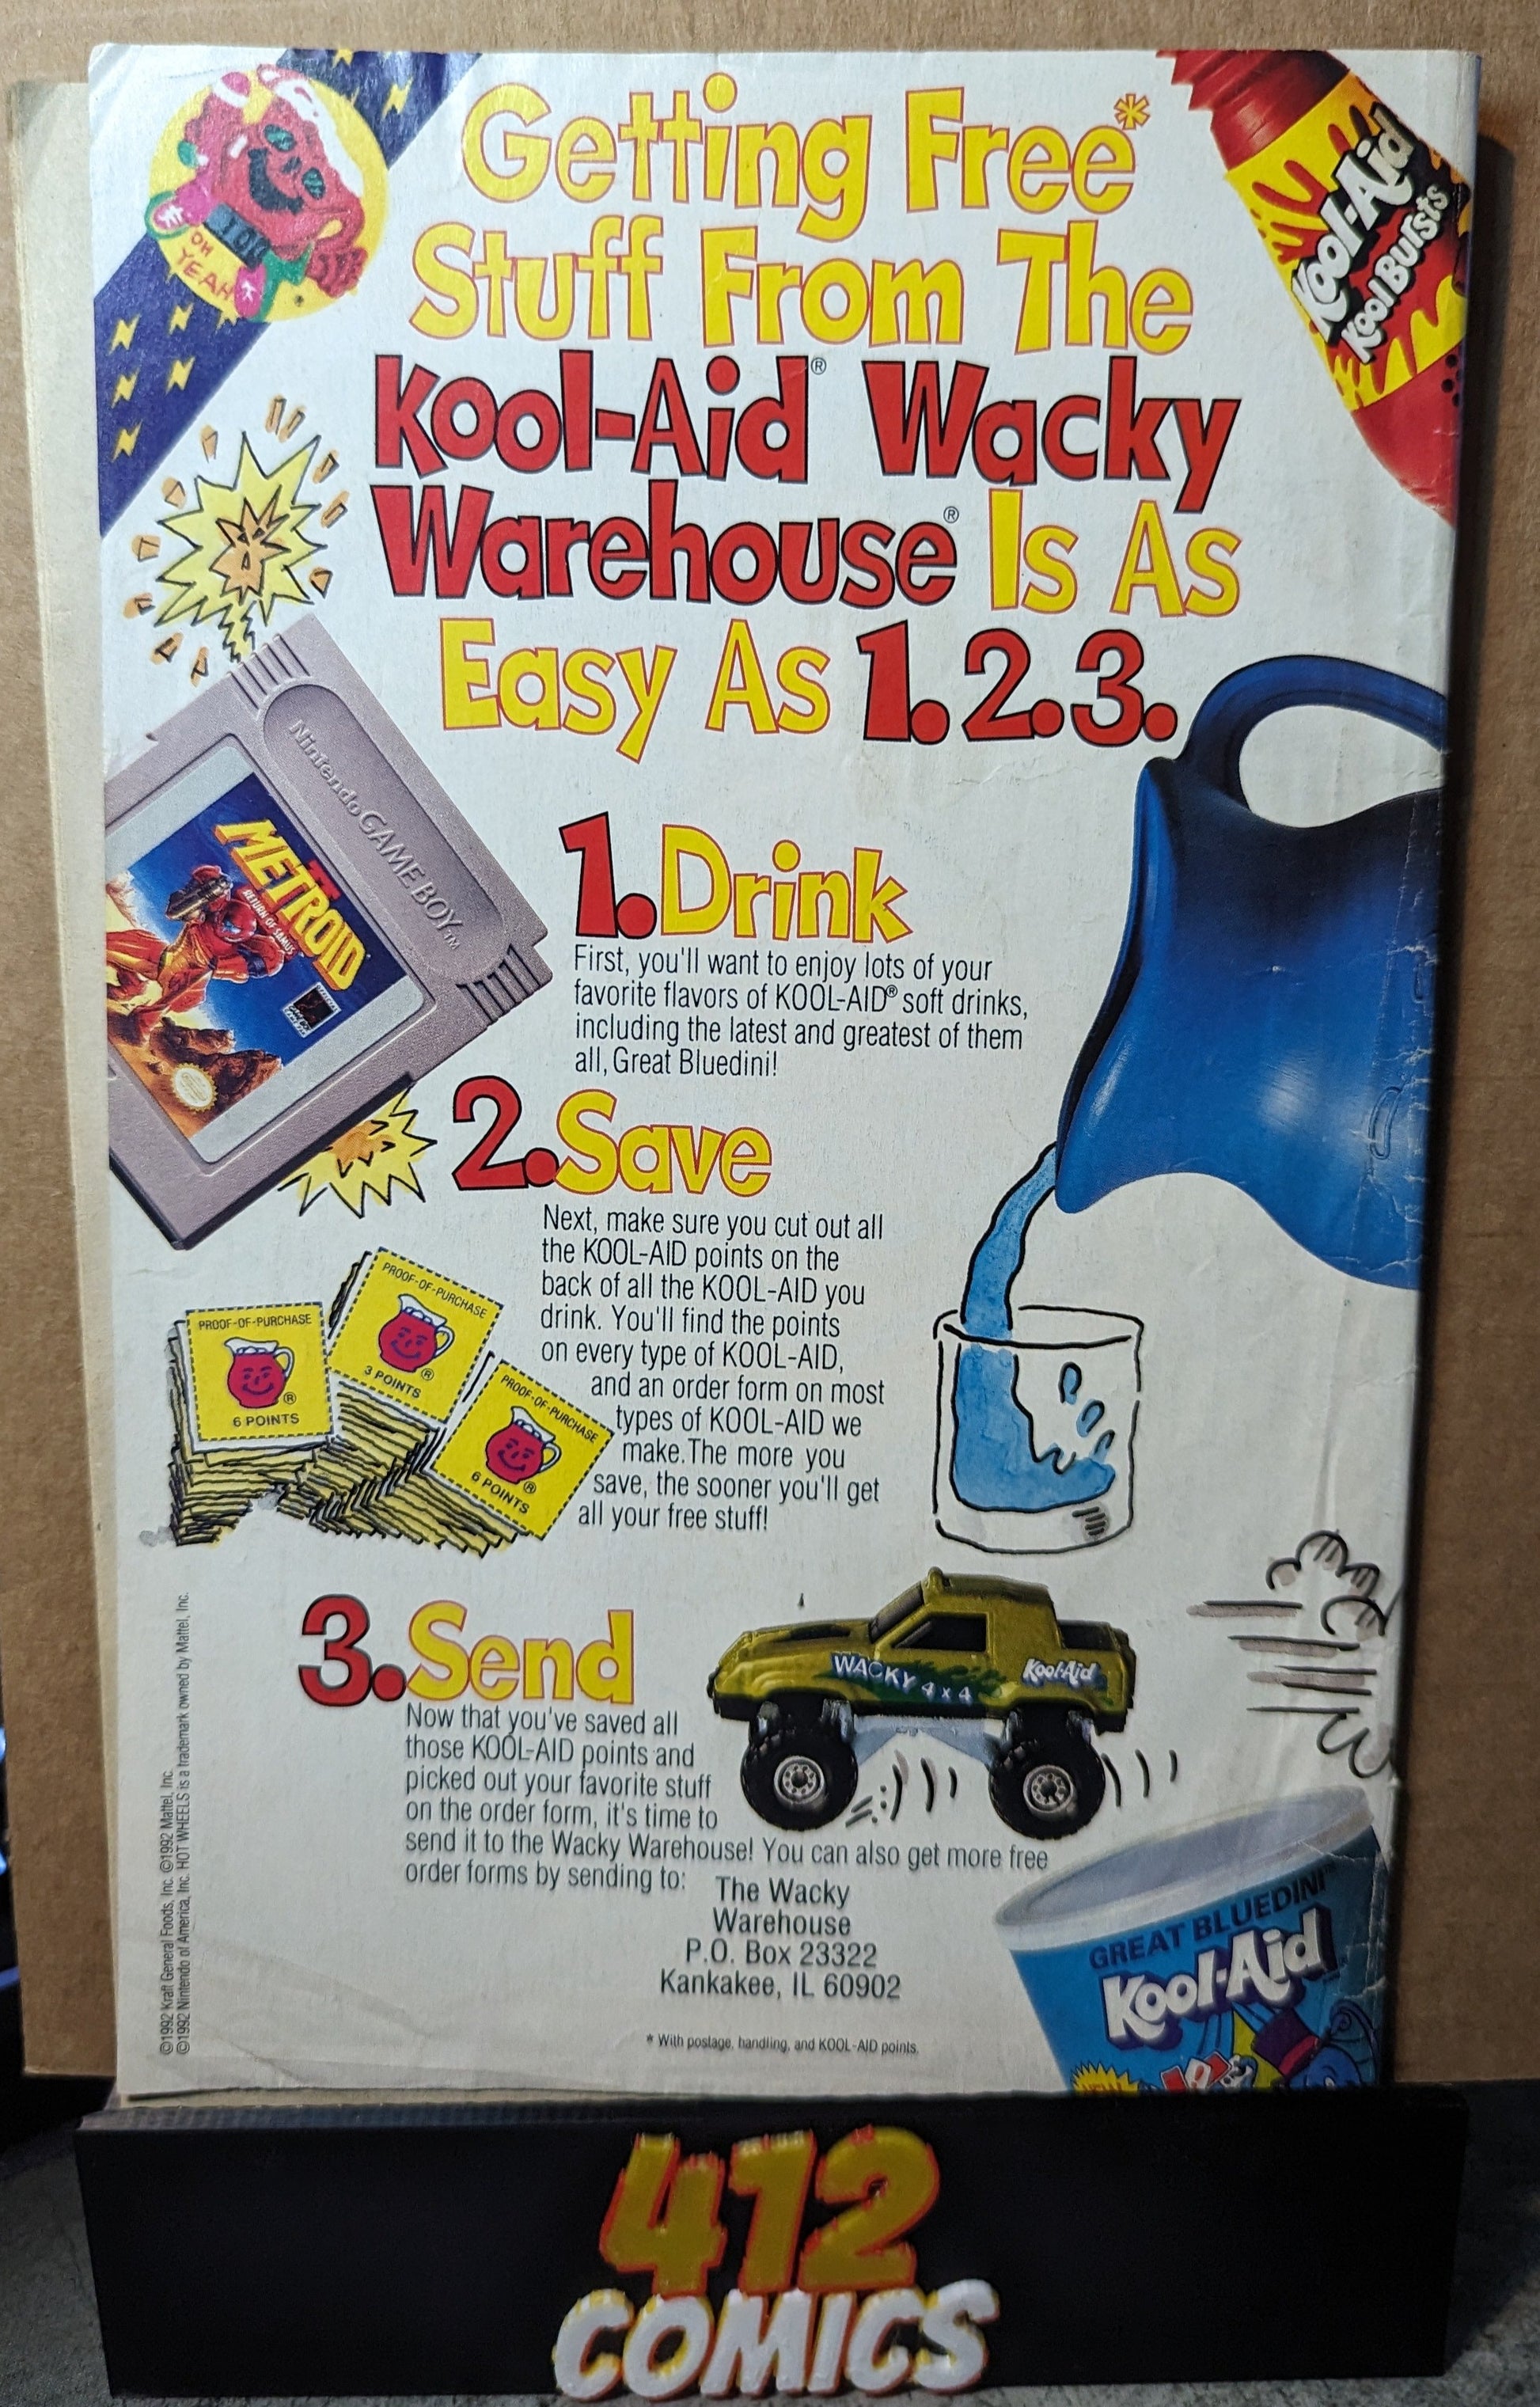 Getting Free*
Stuff From The
Kool-Aid® Wacky
Warehouse® Is As
Easy As 1.2.3.
OH
YEAH
Kool-Aid
Kool Bursts
Nintendo GAME BOY™
METROID
RETURN OF SAMUS
1.Drink
First, you'll want to enjoy lots of your
favorite flavors of KOOL-AID® soft drinks,
including the latest and greatest of them
all, Great Bluedini!
2.Save
Next, make sure you cut out all
the KOOL-AID points on the
back of all the KOOL-AID you
drink. You'll find the points
on every type of KOOL-AID,
and an order form on most
types of KOOL-AID we
make. The more you
save, the sooner you'll get
all your free stuff!
PROOF-OF-PURCHASE
®
6 POINTS
PROOF-OF-PURCHASE
®
3 POINTS
PROOF-OF-PURCHASE
®
6 POINTS
3.Send
Now that you've saved all
those KOOL-AID points and
picked out your favorite stuff
on the order form, it's time to
send it to the Wacky Warehouse! You can also get more free
order forms by sending to:
The Wacky
Warehouse
P.O. Box 23322
Kankakee, IL 60902
WACKY 4x4
Kool-Aid
* With postage, handling, and KOOL-AID points.
©1992 Kraft General Foods, Inc. ©1992 Mattel, Inc.
©1992 Nintendo of America, Inc. HOT WHEELS is a trademark owned by Mattel, Inc.
GREAT BLUEDINI™
Kool-Aid
NEW!
412
COMICS